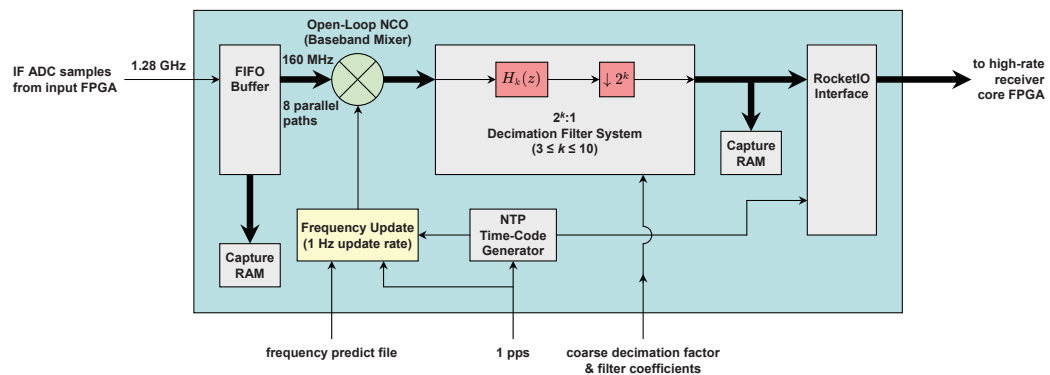 Open-Loop NCO
(Baseband Mixer)
IF ADC samples
from input FPGA
1.28 GHz
FIFO
Buffer
160 MHz
8 parallel
paths
H_k(z)
↓ 2^k
2^k:1
Decimation Filter System
(3 ≤ k ≤ 10)
RocketIO
Interface
to high-rate
receiver
core FPGA
Capture
RAM
Capture
RAM
Frequency Update
(1 Hz update rate)
NTP
Time-Code
Generator
frequency predict file
1 pps
coarse decimation factor
& filter coefficients